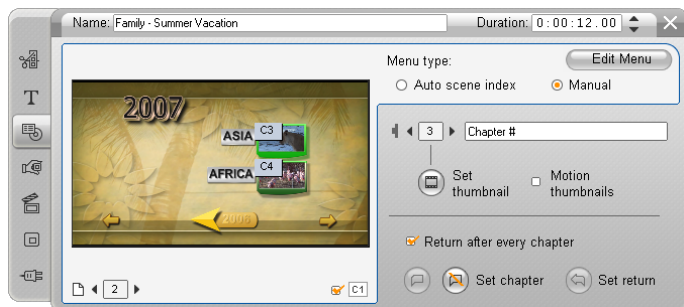 Name: Family - Summer Vacation
Duration: 0:00:12.00
Menu type:
Edit Menu
Auto scene index
Manual
2007
ASIA
C3
AFRICA
C4
2006
3
Chapter #
Set thumbnail
Motion thumbnails
Return after every chapter
Set chapter
Set return
2
C1
T